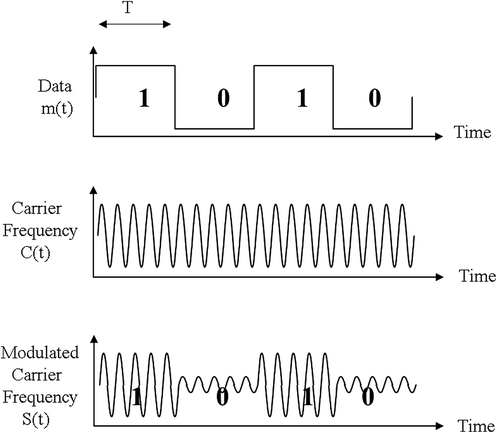 T
Data
m(t)
1 0 1 0
Time
Carrier
Frequency
C(t)
Time
Modulated
Carrier
Frequency
S(t)
1 0 1 0
Time